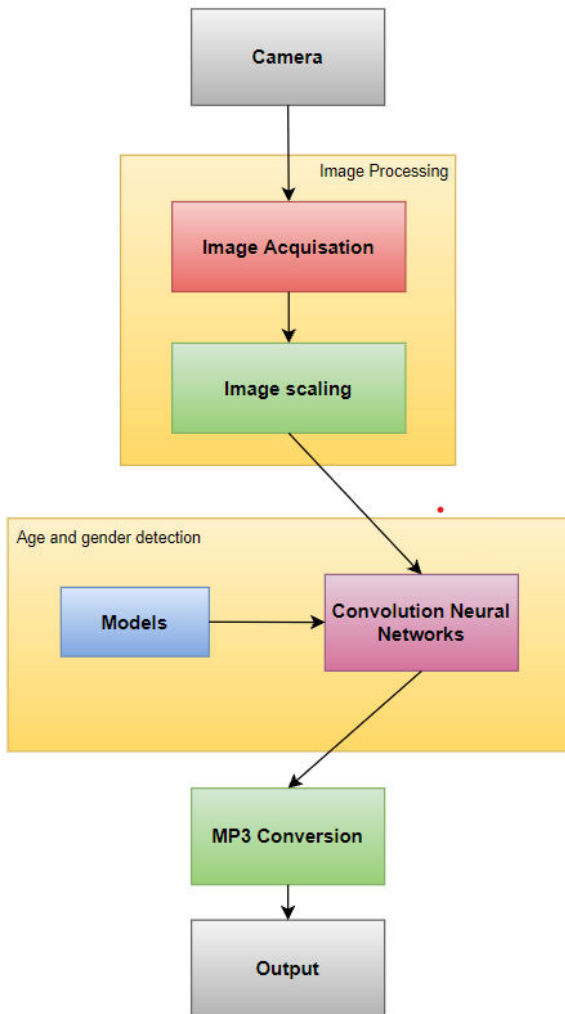 Camera
Image Processing
Image Acquisation
Image scaling
Age and gender detection
Models
Convolution Neural
Networks
MP3 Conversion
Output